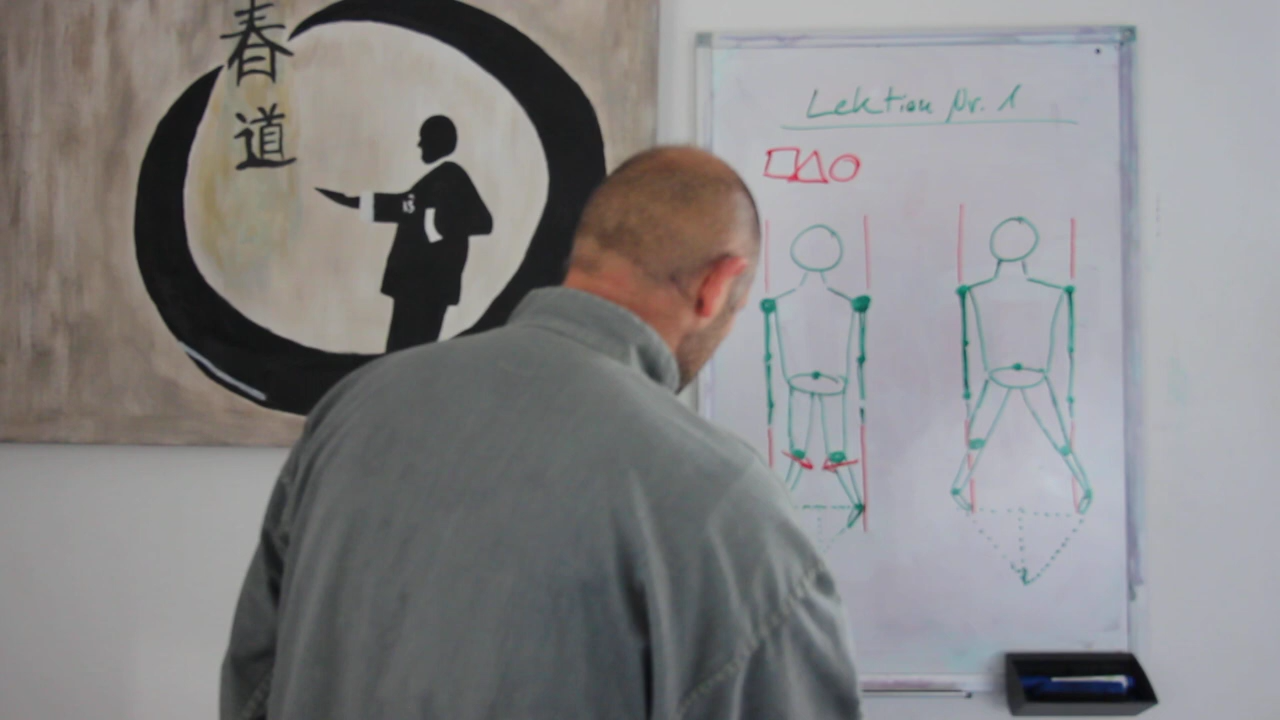 春
道
Lektion Nr. 1